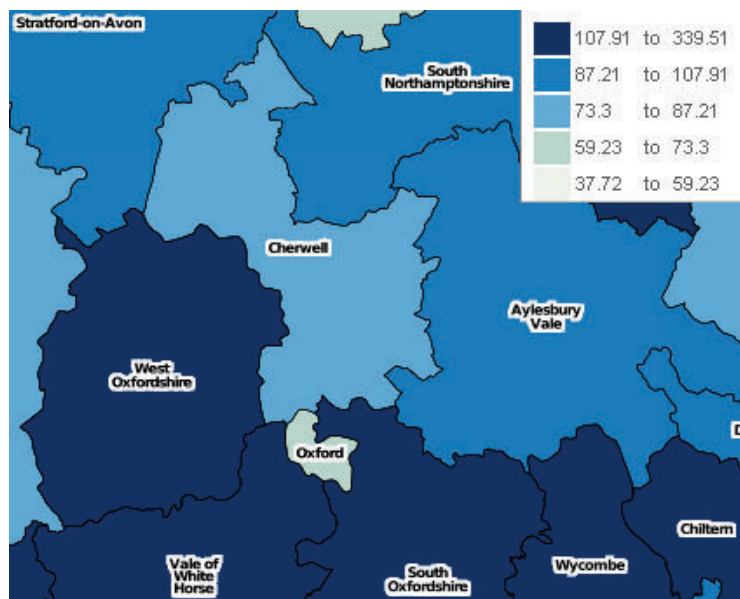 Stratford-on-Avon
South
Northamptonshire
107.91 to 339.51
87.21 to 107.91
73.3 to 87.21
59.23 to 73.3
37.72 to 59.23
Cherwell
Aylesbury
Vale
West
Oxfordshire
Oxford
D
Chiltern
Vale of
White
Horse
South
Oxfordshire
Wycombe